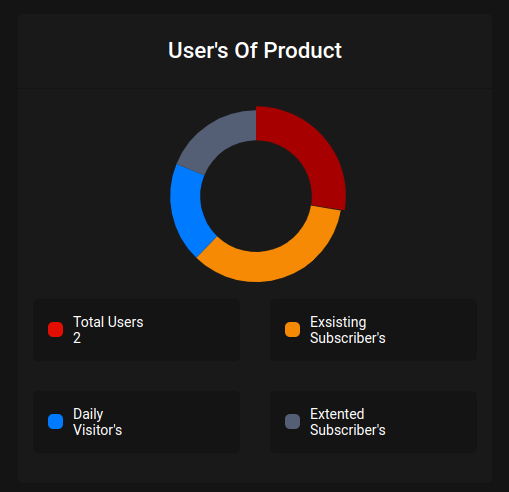 User's Of Product
Total Users
2
Exsisting
Subscriber's
Daily
Visitor's
Extented
Subscriber's